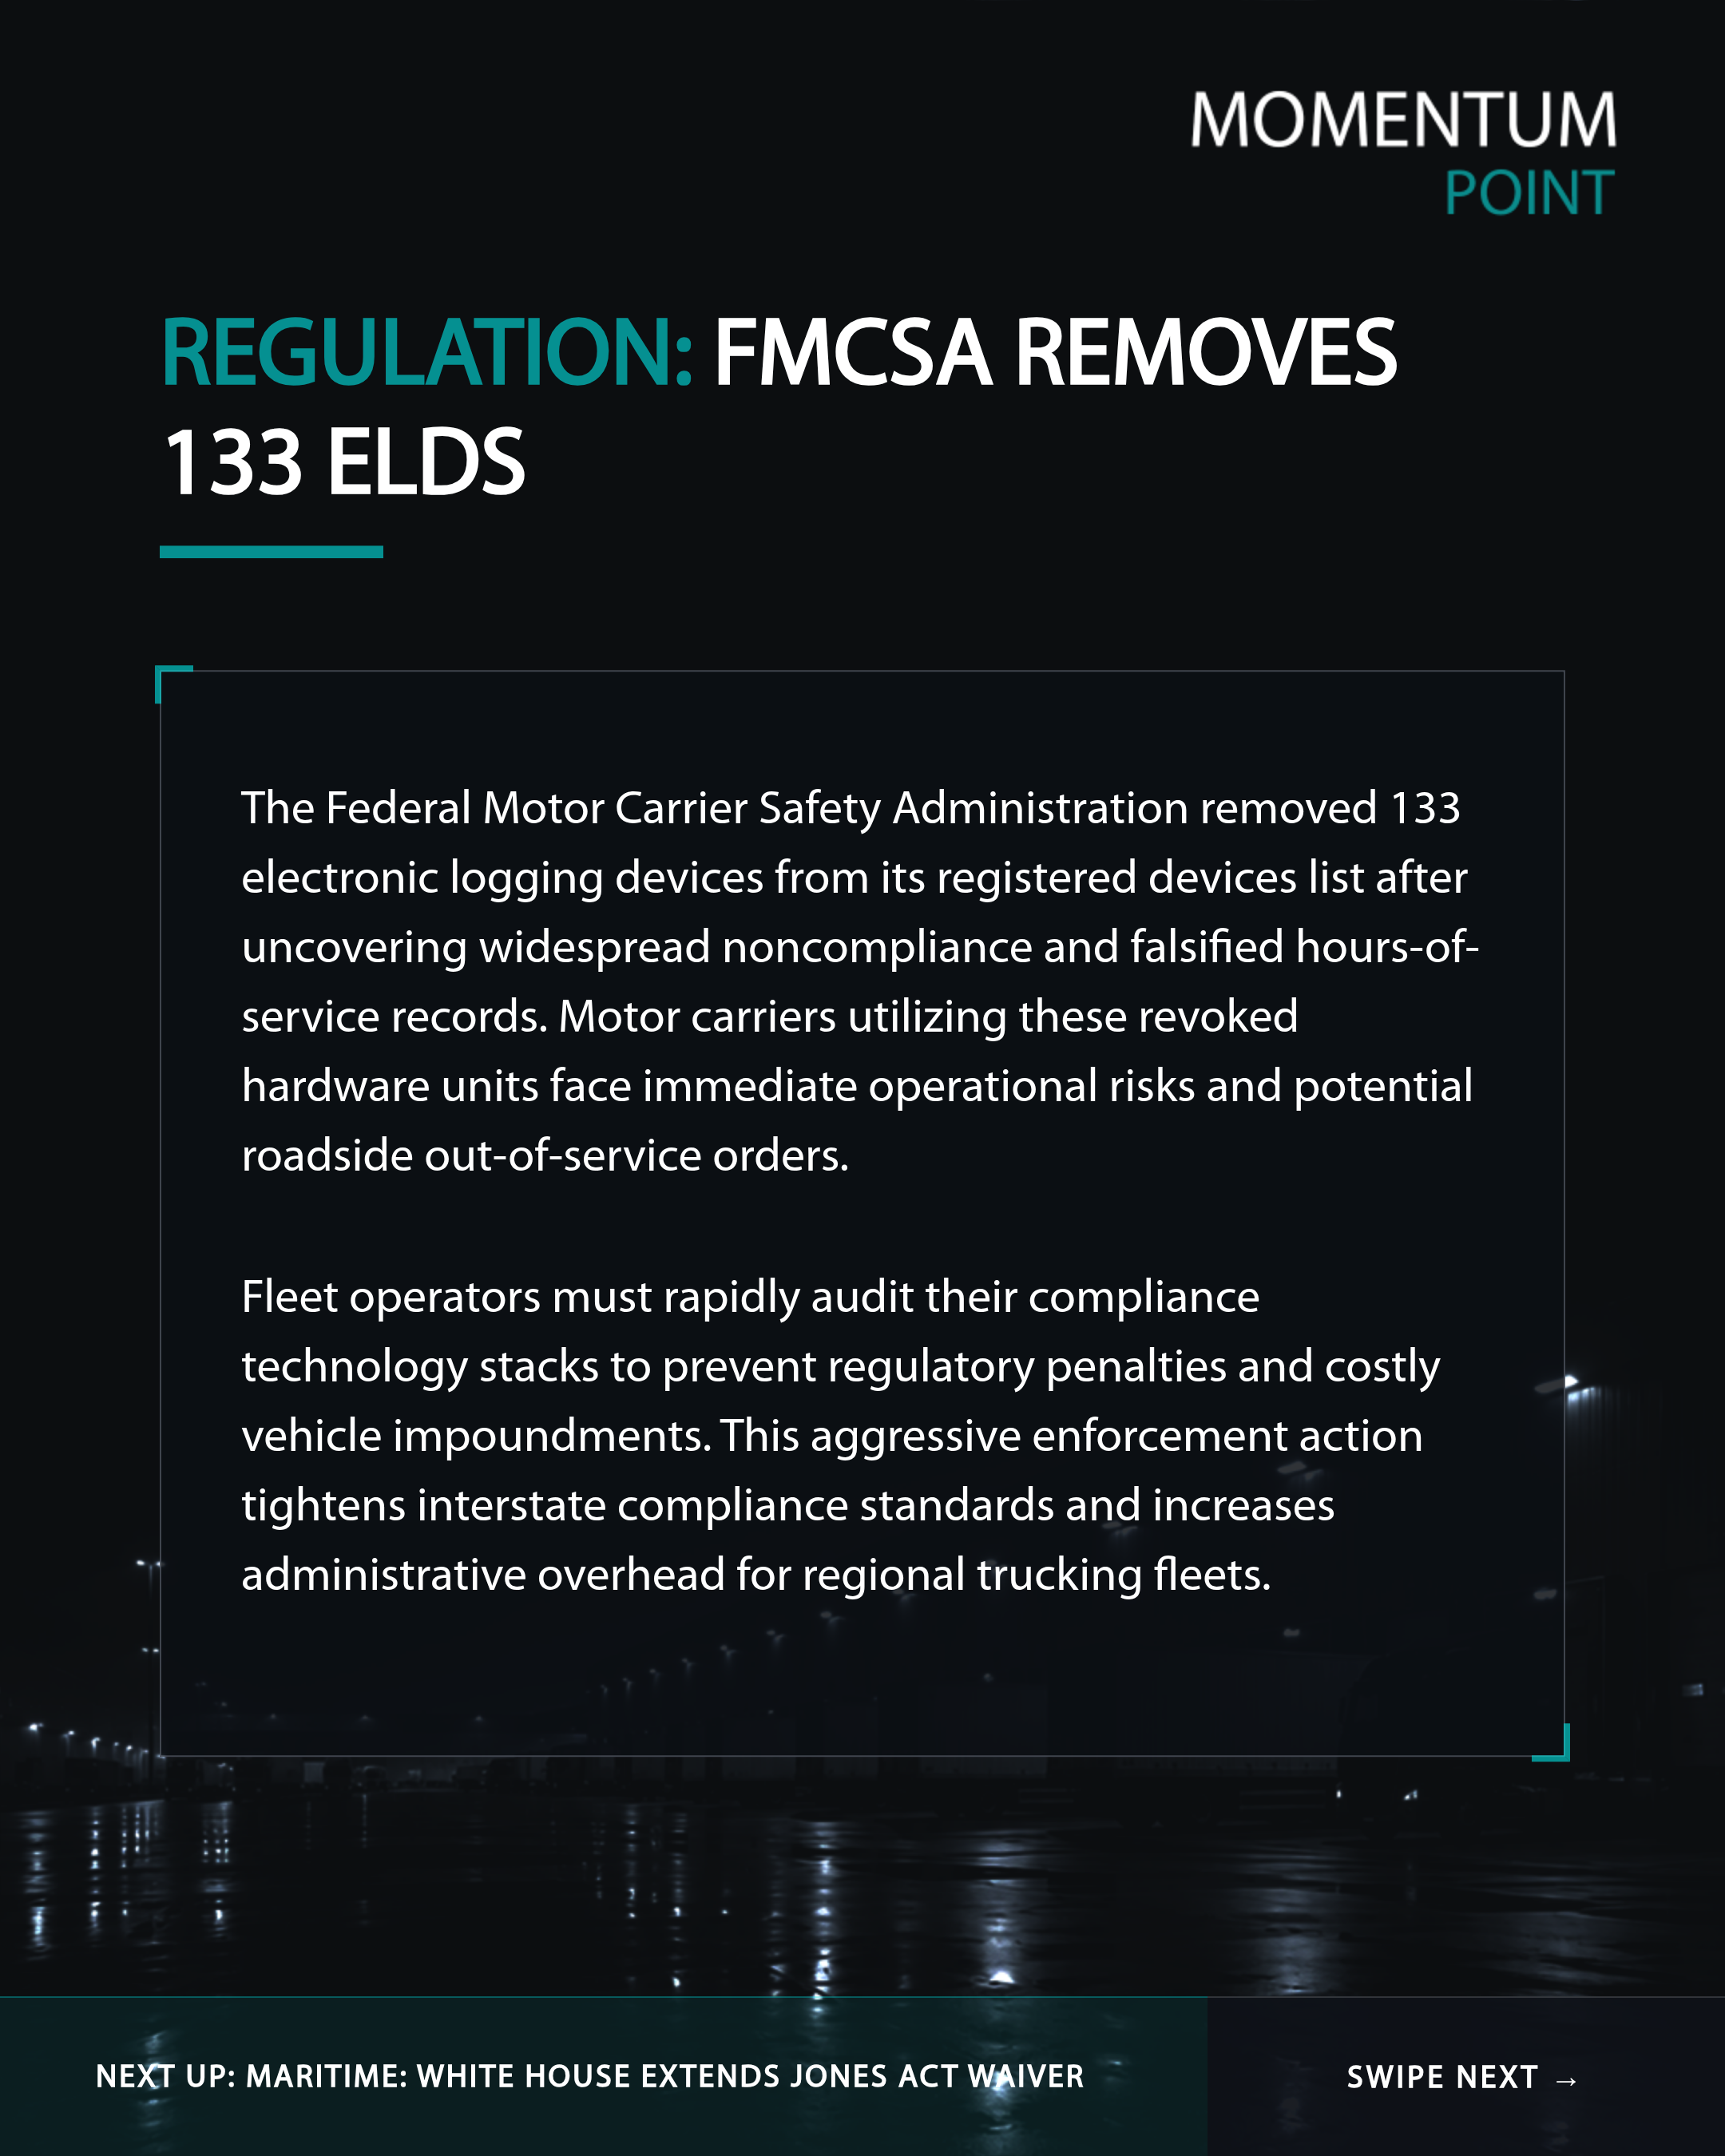 MOMENTUM
POINT
REGULATION: FMCSA REMOVES
133 ELDS
The Federal Motor Carrier Safety Administration removed 133
electronic logging devices from its registered devices list after
uncovering widespread noncompliance and falsified hours-of-
service records. Motor carriers utilizing these revoked
hardware units face immediate operational risks and potential
roadside out-of-service orders.
Fleet operators must rapidly audit their compliance
technology stacks to prevent regulatory penalties and costly
vehicle impoundments. This aggressive enforcement action
tightens interstate compliance standards and increases
administrative overhead for regional trucking fleets.
NEXT UP: MARITIME: WHITE HOUSE EXTENDS JONES ACT WAIVER
SWIPE NEXT →